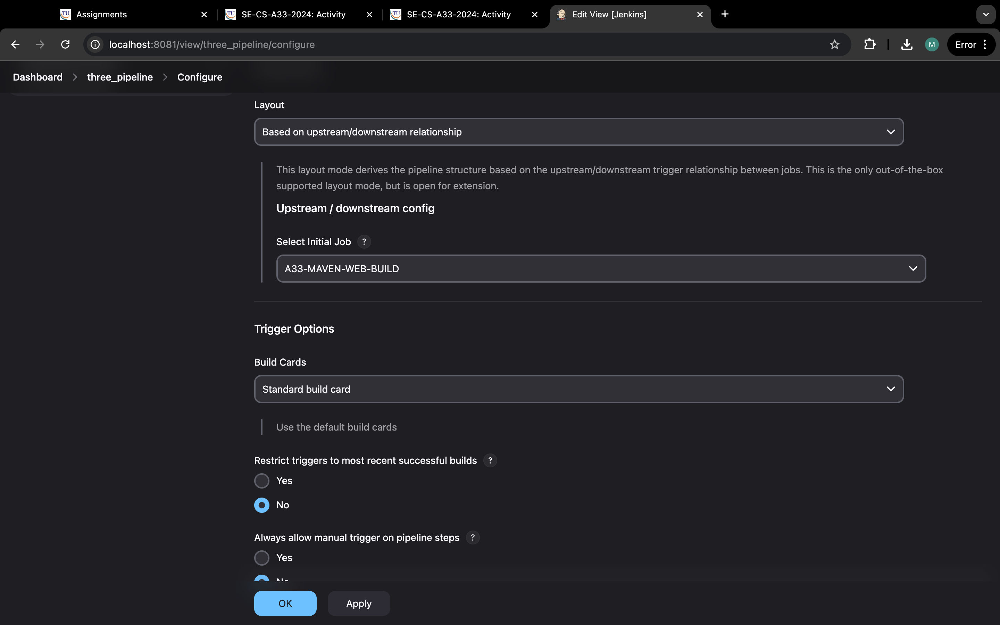 TU Assignments
TU SE-CS-A33-2024: Activity
TU SE-CS-A33-2024: Activity
Edit View [Jenkins]
localhost:8081/view/three_pipeline/configure
M
Error
Dashboard
three_pipeline
Configure
Layout
Based on upstream/downstream relationship
This layout mode derives the pipeline structure based on the upstream/downstream trigger relationship between jobs. This is the only out-of-the-box
supported layout mode, but is open for extension.
Upstream / downstream config
Select Initial Job ?
A33-MAVEN-WEB-BUILD
Trigger Options
Build Cards
Standard build card
Use the default build cards
Restrict triggers to most recent successful builds ?
Yes
No
Always allow manual trigger on pipeline steps ?
Yes
No
OK
Apply